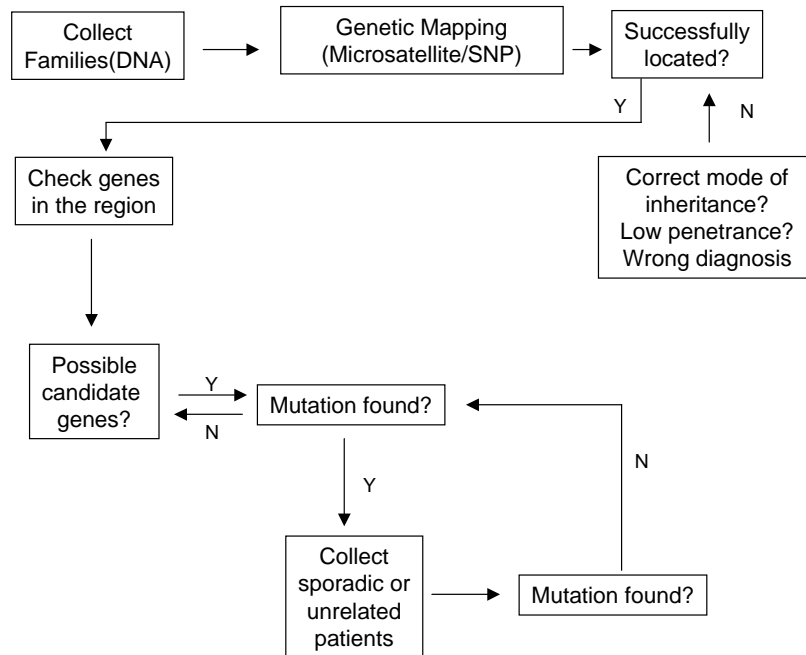 Collect
Families(DNA)
Genetic Mapping
(Microsatellite/SNP)
Successfully
located?
Y
N
Check genes
in the region
Correct mode of
inheritance?
Low penetrance?
Wrong diagnosis
Possible
candidate
genes?
Y
N
Mutation found?
N
Y
Collect
sporadic or
unrelated
patients
Mutation found?